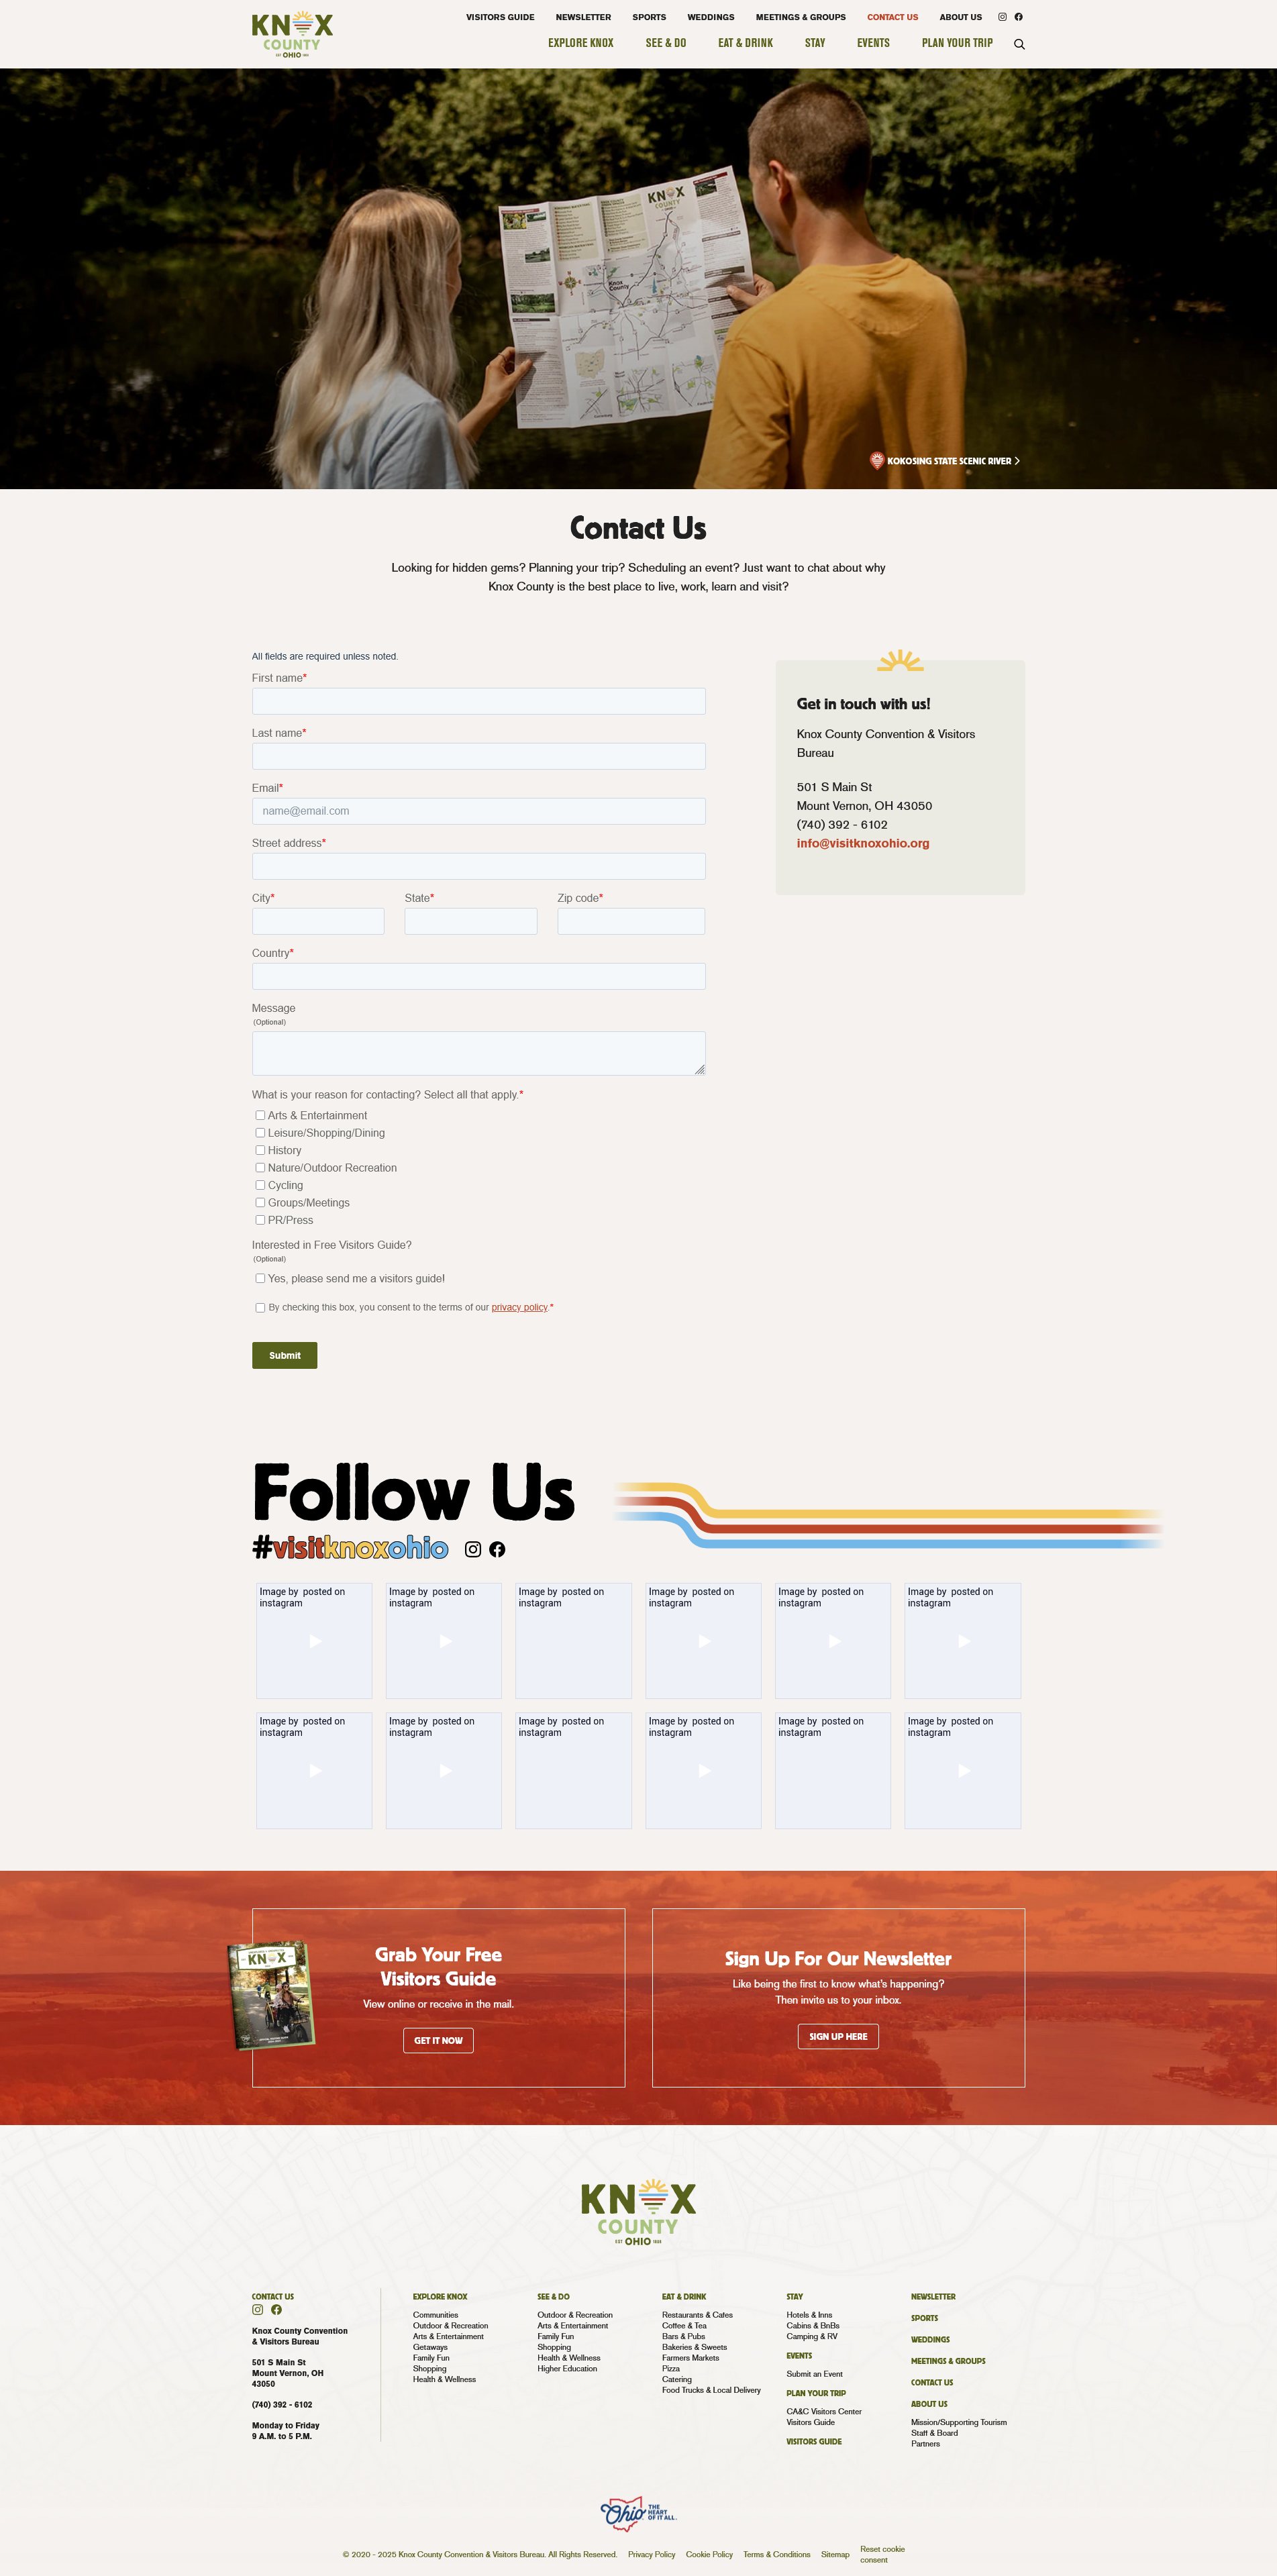 KNOX
COUNTY
EST OHIO 1808
VISITORS GUIDE NEWSLETTER SPORTS WEDDINGS MEETINGS & GROUPS CONTACT US ABOUT US
EXPLORE KNOX SEE & DO EAT & DRINK STAY EVENTS PLAN YOUR TRIP
KNOX
COUNTY
Knox
County
KOKOSING STATE SCENIC RIVER
Contact Us
Looking for hidden gems? Planning your trip? Scheduling an event? Just want to chat about why
Knox County is the best place to live, work, learn and visit?
All fields are required unless noted.
First name*
Last name*
Email*
name@email.com
Street address*
City* State* Zip code*
Country*
Message
(Optional)
What is your reason for contacting? Select all that apply.*
Arts & Entertainment
Leisure/Shopping/Dining
History
Nature/Outdoor Recreation
Cycling
Groups/Meetings
PR/Press
Interested in Free Visitors Guide?
(Optional)
Yes, please send me a visitors guide!
By checking this box, you consent to the terms of our privacy policy.*
Submit
Get in touch with us!
Knox County Convention & Visitors
Bureau
501 S Main St
Mount Vernon, OH 43050
(740) 392 - 6102
info@visitknoxohio.org
Follow Us
#visitknoxohio
Image by posted on
instagram
Image by posted on
instagram
Image by posted on
instagram
Image by posted on
instagram
Image by posted on
instagram
Image by posted on
instagram
Image by posted on
instagram
Image by posted on
instagram
Image by posted on
instagram
Image by posted on
instagram
Image by posted on
instagram
Image by posted on
instagram
KNOX
Grab Your Free
Visitors Guide
View online or receive in the mail.
GET IT NOW
Sign Up For Our Newsletter
Like being the first to know what's happening?
Then invite us to your inbox.
SIGN UP HERE
KNOX
COUNTY
EST OHIO 1808
CONTACT US
Knox County Convention
& Visitors Bureau
501 S Main St
Mount Vernon, OH
43050
(740) 392 - 6102
Monday to Friday
9 A.M. to 5 P.M.
EXPLORE KNOX
Communities
Outdoor & Recreation
Arts & Entertainment
Getaways
Family Fun
Shopping
Health & Wellness
SEE & DO
Outdoor & Recreation
Arts & Entertainment
Family Fun
Shopping
Health & Wellness
Higher Education
EAT & DRINK
Restaurants & Cafes
Coffee & Tea
Bars & Pubs
Bakeries & Sweets
Farmers Markets
Pizza
Catering
Food Trucks & Local Delivery
STAY
Hotels & Inns
Cabins & BnBs
Camping & RV
EVENTS
Submit an Event
PLAN YOUR TRIP
CA&C Visitors Center
Visitors Guide
VISITORS GUIDE
NEWSLETTER
SPORTS
WEDDINGS
MEETINGS & GROUPS
CONTACT US
ABOUT US
Mission/Supporting Tourism
Staff & Board
Partners
Ohio THE
HEART
OF IT ALL.
© 2020 - 2025 Knox County Convention & Visitors Bureau. All Rights Reserved. Privacy Policy Cookie Policy Terms & Conditions Sitemap Reset cookie
consent